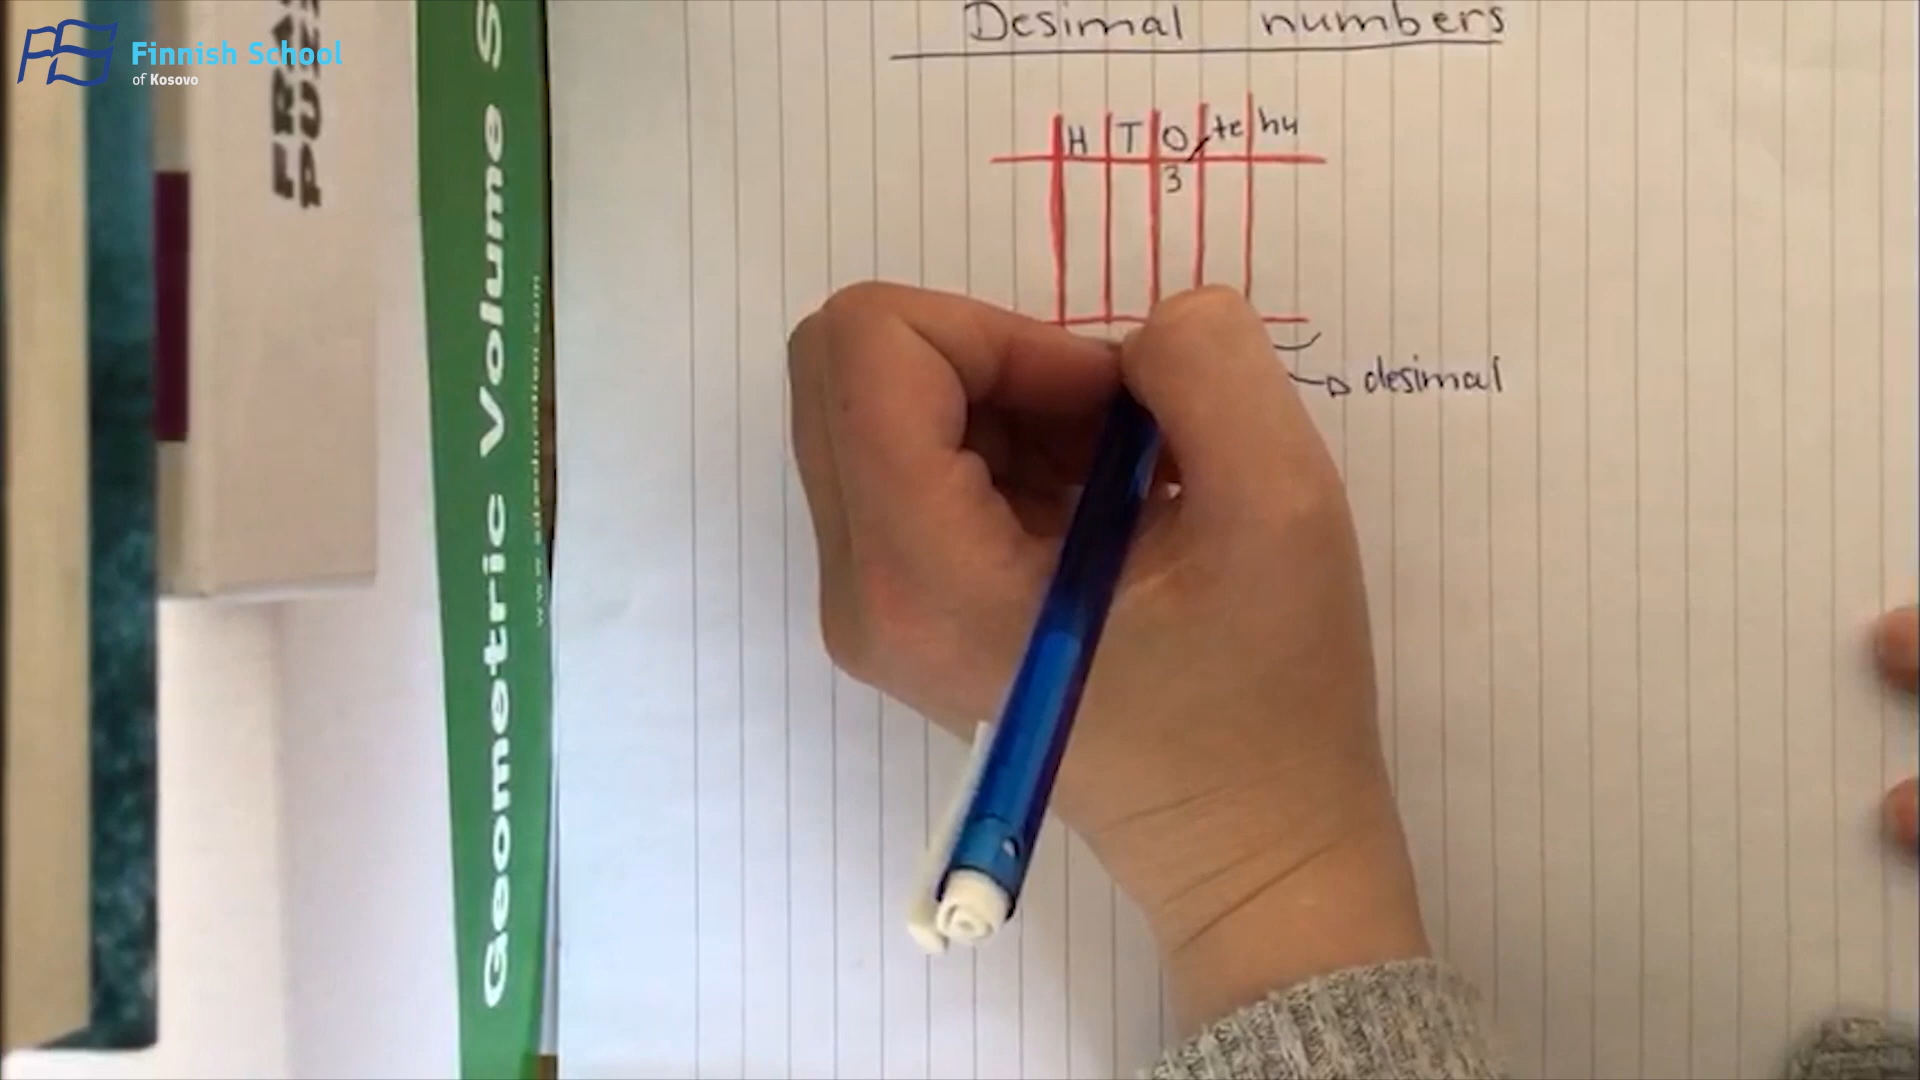 Finnish School
of Kosovo
Geometric Volume S
Desimal numbers
H T O, te hu
3
desimal